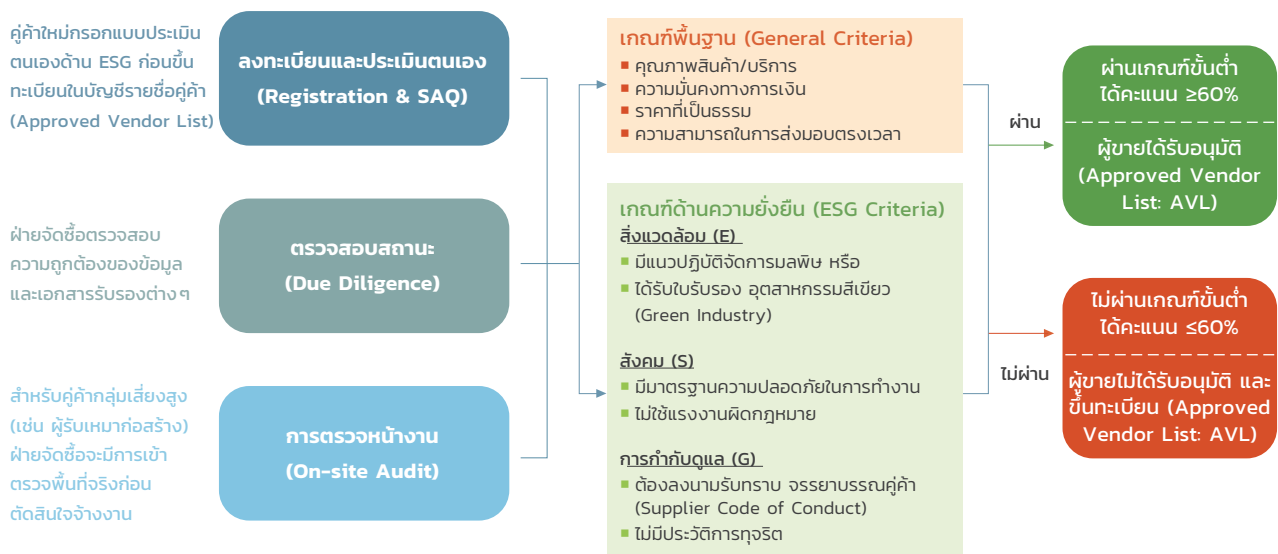 คู่ค้าใหม่กรอกแบบประเมิน
ตนเองด้าน ESG ก่อนขึ้น
ทะเบียนในบัญชีรายชื่อคู่ค้า
(Approved Vendor List)
ลงทะเบียนและประเมินตนเอง
(Registration & SAQ)
ฝ่ายจัดซื้อตรวจสอบ
ความถูกต้องของข้อมูล
และเอกสารรับรองต่างๆ
ตรวจสอบสถานะ
(Due Diligence)
สำหรับคู่ค้ากลุ่มเสี่ยงสูง
(เช่น ผู้รับเหมาก่อสร้าง)
ฝ่ายจัดซื้อจะมีการเข้า
ตรวจพื้นที่จริงก่อน
ตัดสินใจจ้างงาน
การตรวจหน้างาน
(On-site Audit)
เกณฑ์พื้นฐาน (General Criteria)
▪ คุณภาพสินค้า/บริการ
▪ ความมั่นคงทางการเงิน
▪ ราคาที่เป็นธรรม
▪ ความสามารถในการส่งมอบตรงเวลา
เกณฑ์ด้านความยั่งยืน (ESG Criteria)
สิ่งแวดล้อม (E)
▪ มีแนวปฏิบัติจัดการมลพิษ หรือ
▪ ได้รับใบรับรอง อุตสาหกรรมสีเขียว
(Green Industry)
สังคม (S)
▪ มีมาตรฐานความปลอดภัยในการทำงาน
▪ ไม่ใช้แรงงานผิดกฎหมาย
การกำกับดูแล (G)
▪ ต้องลงนามรับทราบ จรรยาบรรณคู่ค้า
(Supplier Code of Conduct)
▪ ไม่มีประวัติการทุจริต
ผ่าน
ผ่านเกณฑ์ขั้นต่ำ
ได้คะแนน ≥60%
ผู้ขายได้รับอนุมัติ
(Approved Vendor
List: AVL)
ไม่ผ่าน
ไม่ผ่านเกณฑ์ขั้นต่ำ
ได้คะแนน ≤60%
ผู้ขายไม่ได้รับอนุมัติ และ
ขึ้นทะเบียน (Approved
Vendor List: AVL)